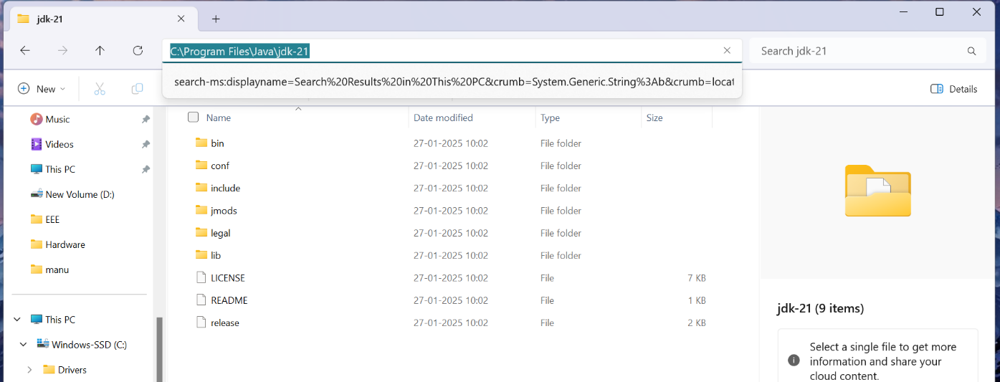 jdk-21
C:\Program Files\Java\jdk-21
Search jdk-21
search-ms:displayname=Search%20Results%20in%20This%20PC&crumb=System.Generic.String%3Ab&crumb=locat
New
Details
Music
Videos
This PC
New Volume (D:)
EEE
Hardware
manu
This PC
Windows-SSD (C:)
Drivers
Name Date modified Type Size
bin 27-01-2025 10:02 File folder
conf 27-01-2025 10:02 File folder
include 27-01-2025 10:02 File folder
jmods 27-01-2025 10:02 File folder
legal 27-01-2025 10:02 File folder
lib 27-01-2025 10:02 File folder
LICENSE 27-01-2025 10:02 File 7 KB
README 27-01-2025 10:02 File 1 KB
release 27-01-2025 10:02 File 2 KB
jdk-21 (9 items)
Select a single file to get more
information and share your
cloud content.